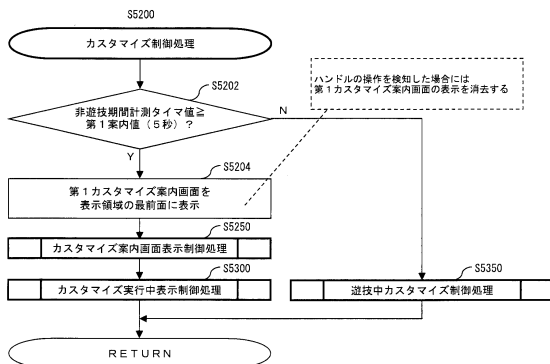 S5200
カスタマイズ制御処理
S5202
非遊技期間計測タイマ値≧
第1案内値（5秒）？
N
Y
ハンドルの操作を検知した場合には
第1カスタマイズ案内画面の表示を消去する
S5204
第1カスタマイズ案内画面を
表示領域の最前面に表示
S5250
カスタマイズ案内画面表示制御処理
S5300
カスタマイズ実行中表示制御処理
S5350
遊技中カスタマイズ制御処理
RETURN